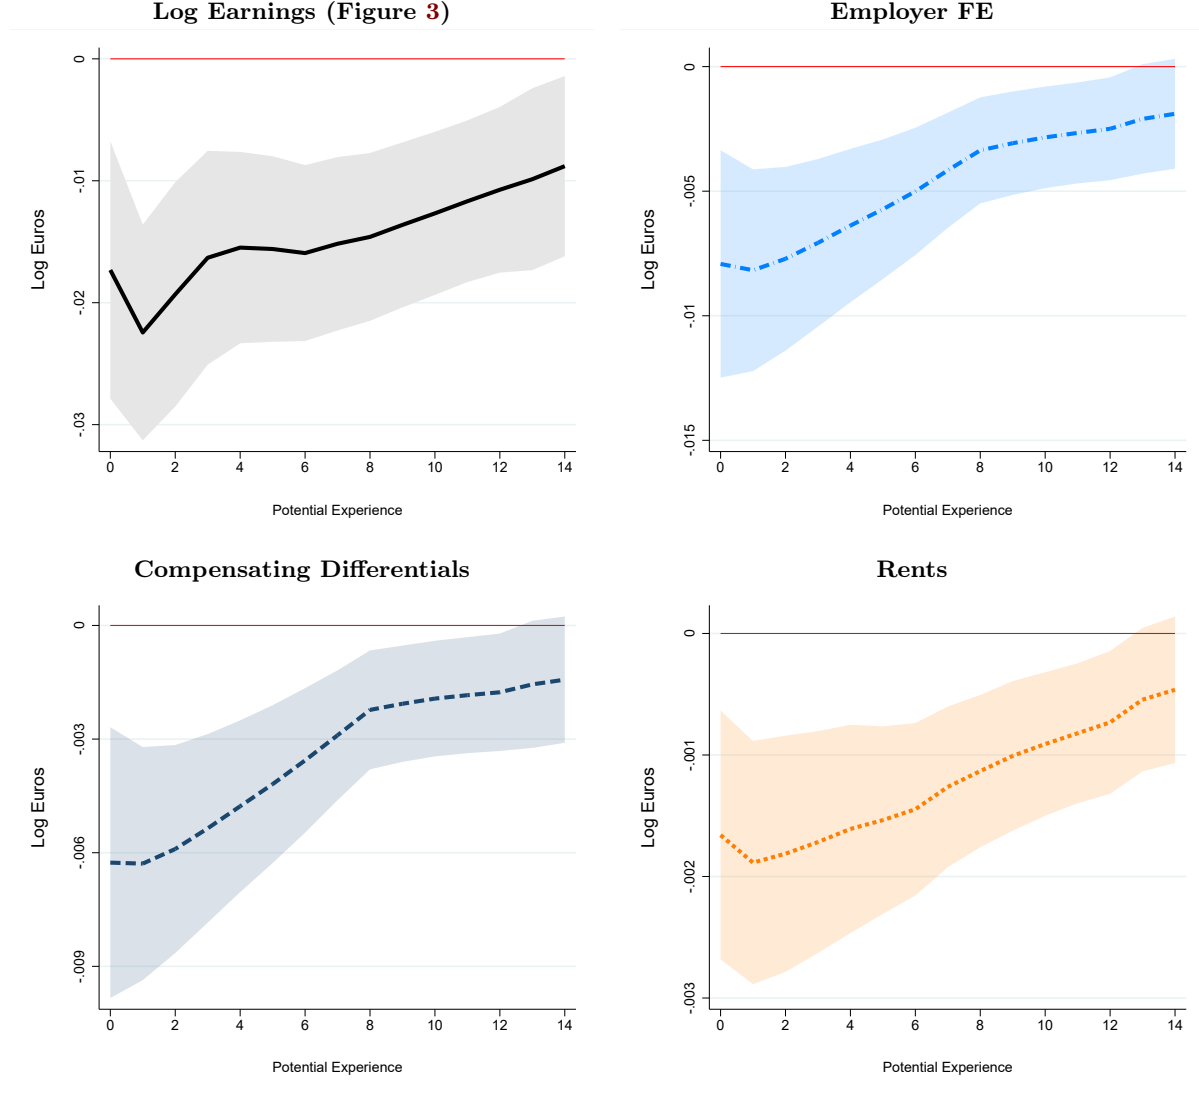 Log Earnings (Figure 3)
0
-.01
-.02
-.03
Log Euros
0 2 4 6 8 10 12 14
Potential Experience
Employer FE
0
-.005
-.01
-.015
Log Euros
0 2 4 6 8 10 12 14
Potential Experience
Compensating Differentials
0
-.003
-.006
-.009
Log Euros
0 2 4 6 8 10 12 14
Potential Experience
Rents
0
-.001
-.002
-.003
Log Euros
0 2 4 6 8 10 12 14
Potential Experience